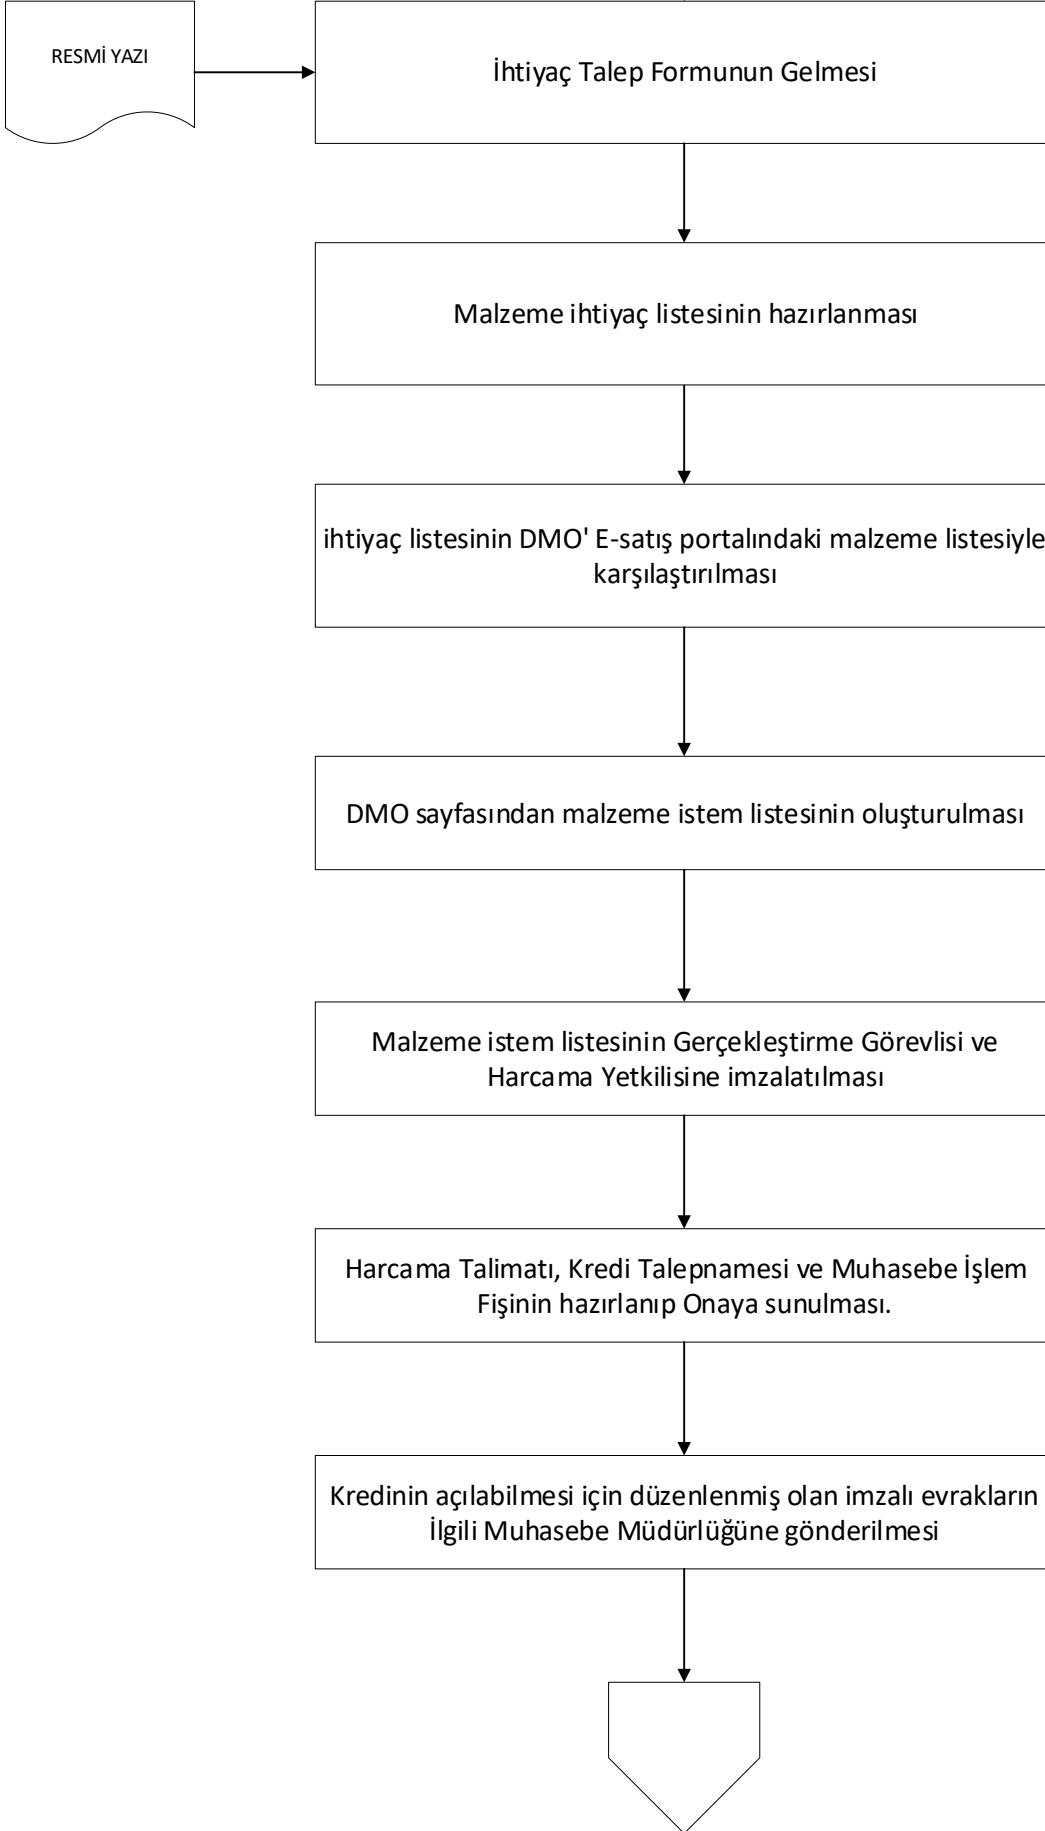 RESMİ YAZI
İhtiyaç Talep Formunun Gelmesi
Malzeme ihtiyaç listesinin hazırlanması
ihtiyaç listesinin DMO' E-satış portalındaki malzeme listesiyle
karşılaştırılması
DMO sayfasından malzeme istem listesinin oluşturulması
Malzeme istem listesinin Gerçekleştirme Görevlisi ve
Harcama Yetkilisine imzalatılması
Harcama Talimatı, Kredi Talepnamesi ve Muhasebe İşlem
Fişinin hazırlanıp Onaya sunulması.
Kredinin açılabilmesi için düzenlenmiş olan imzalı evrakların
İlgili Muhasebe Müdürlüğüne gönderilmesi